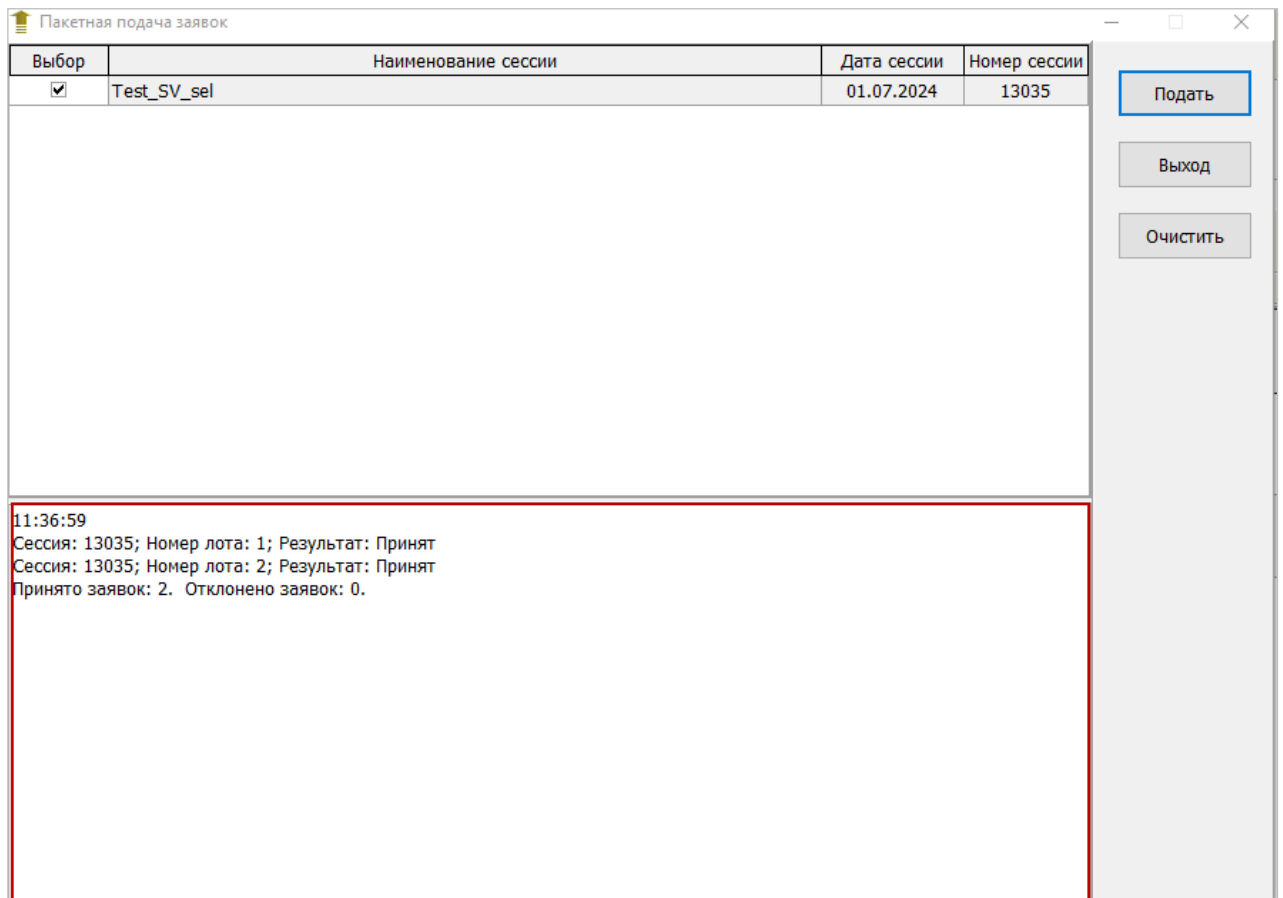 Пакетная подача заявок
Выбор Наименование сессии Дата сессии Номер сессии
Test_SV_sel 01.07.2024 13035
Подать
Выход
Очистить
11:36:59
Сессия: 13035; Номер лота: 1; Результат: Принят
Сессия: 13035; Номер лота: 2; Результат: Принят
Принято заявок: 2. Отклонено заявок: 0.